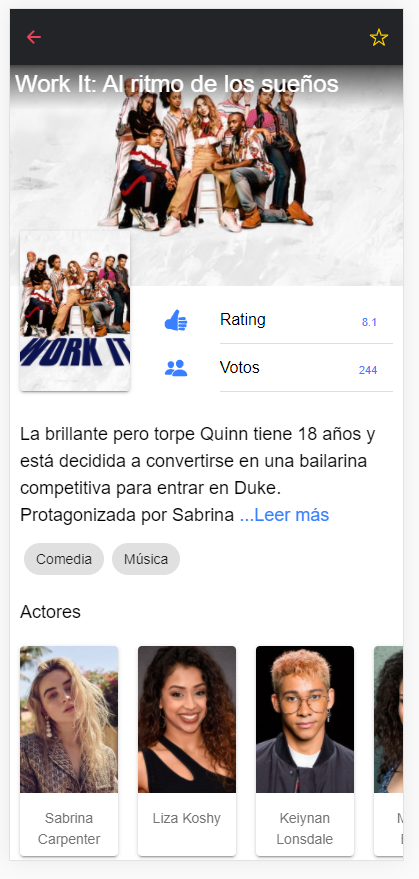 Work It: Al ritmo de los sueños
WORK IT
Rating
8.1
Votos
244
La brillante pero torpe Quinn tiene 18 años y
está decidida a convertirse en una bailarina
competitiva para entrar en Duke.
Protagonizada por Sabrina ...Leer más
Comedia
Música
Actores
Sabrina
Carpenter
Liza Koshy
Keiynan
Lonsdale